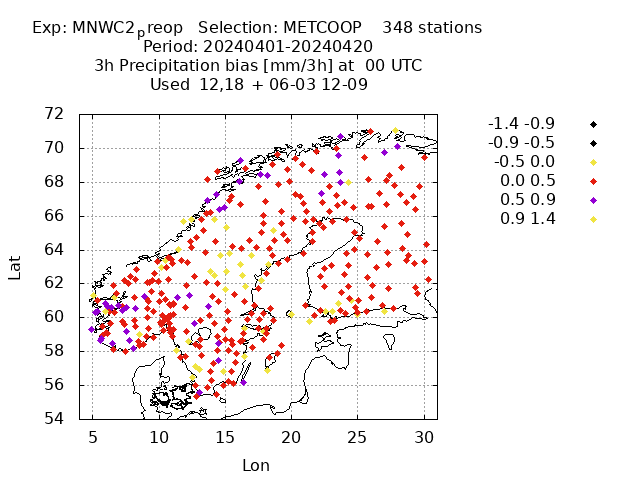 Exp: MNWC2preop Selection: METCOOP 348 stations
Period: 20240401-20240420
3h Precipitation bias [mm/3h] at 00 UTC
Used 12,18 + 06-03 12-09
72
70
68
66
64
62
60
58
56
54
5 10 15 20 25 30
Lat
Lon
-1.4 -0.9
-0.9 -0.5
-0.5 0.0
0.0 0.5
0.5 0.9
0.9 1.4